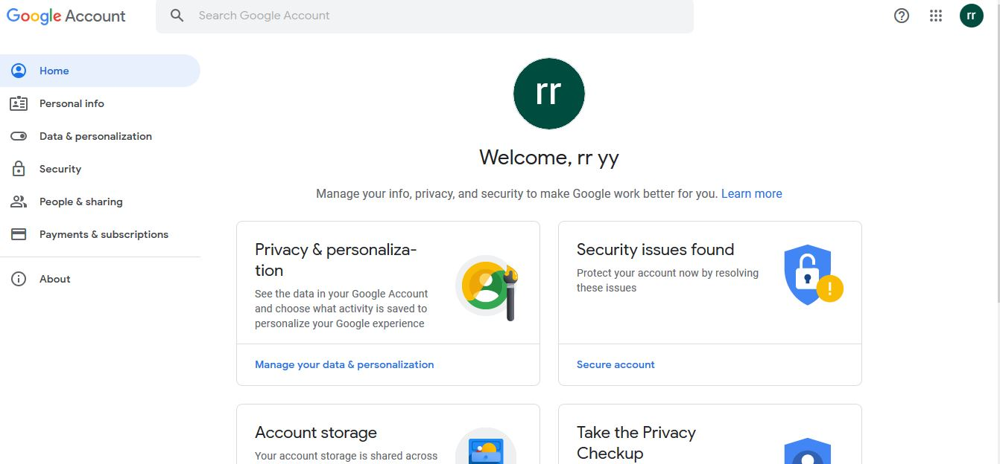 Google Account
Search Google Account
rr
Home
Personal info
Data & personalization
Security
People & sharing
Payments & subscriptions
About
rr
Welcome, rr yy
Manage your info, privacy, and security to make Google work better for you. Learn more
Privacy & personaliza-
tion
See the data in your Google Account
and choose what activity is saved to
personalize your Google experience
Manage your data & personalization
Security issues found
Protect your account now by resolving
these issues
Secure account
Account storage
Your account storage is shared across
Take the Privacy
Checkup